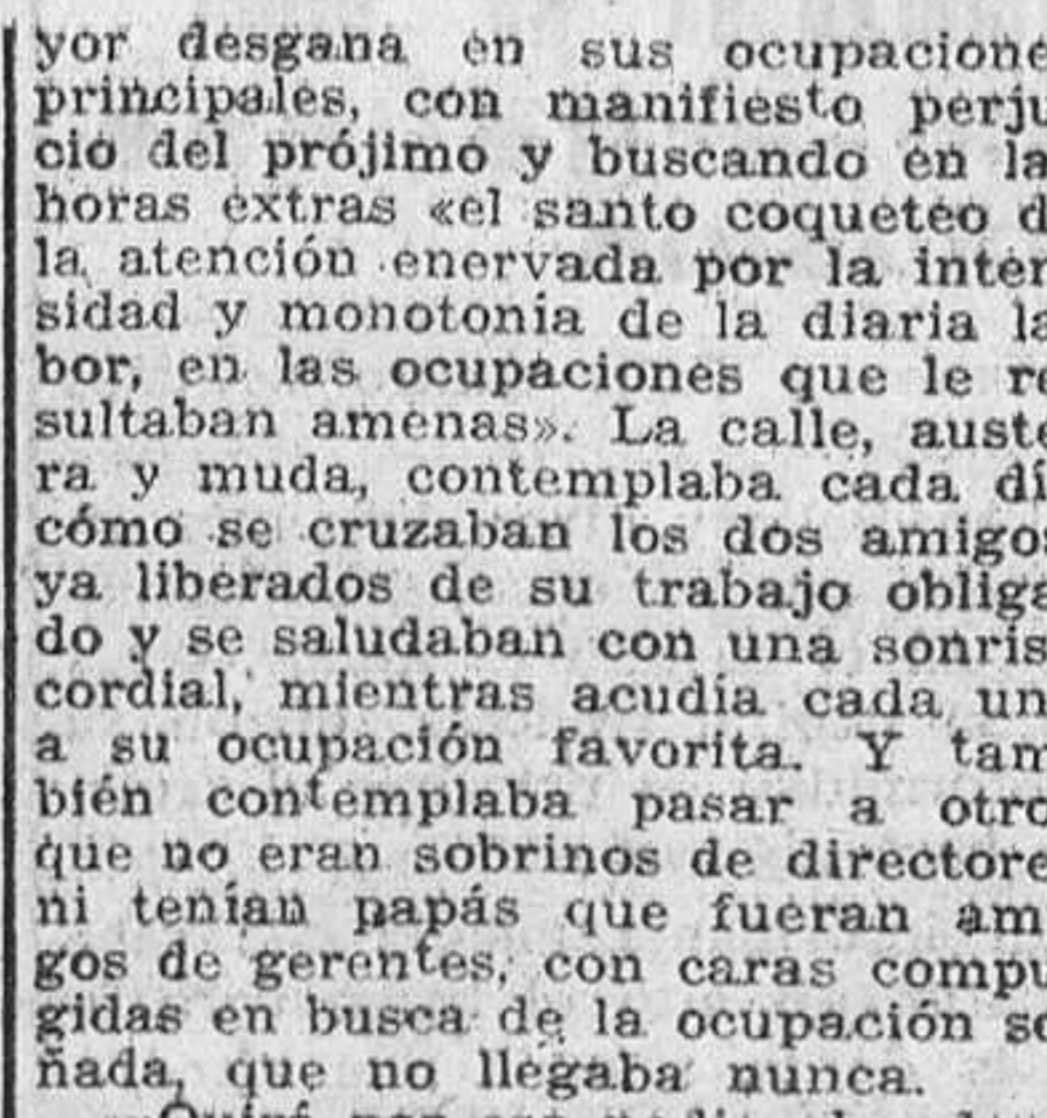 yor desgana en sus ocupacione
principales, con manifiesto perju
cio del prójimo y buscando en la
horas extras «el santo coqueteo d
la atención enervada por la inten
sidad y monotonía de la diaria la
bor, en las ocupaciones que le re
sultaban amenas». La calle, auste
ra y muda, contemplaba cada dí
cómo se cruzaban los dos amigos
ya liberados de su trabajo obliga
do y se saludaban con una sonris
cordial, mientras acudía cada un
a su ocupación favorita. Y tam
bién contemplaba pasar a otro
que no eran sobrinos de directore
ni tenían papás que fueran ami
gos de gerentes, con caras compu
gidas en busca de la ocupación so
ñada, que no llegaba nunca.